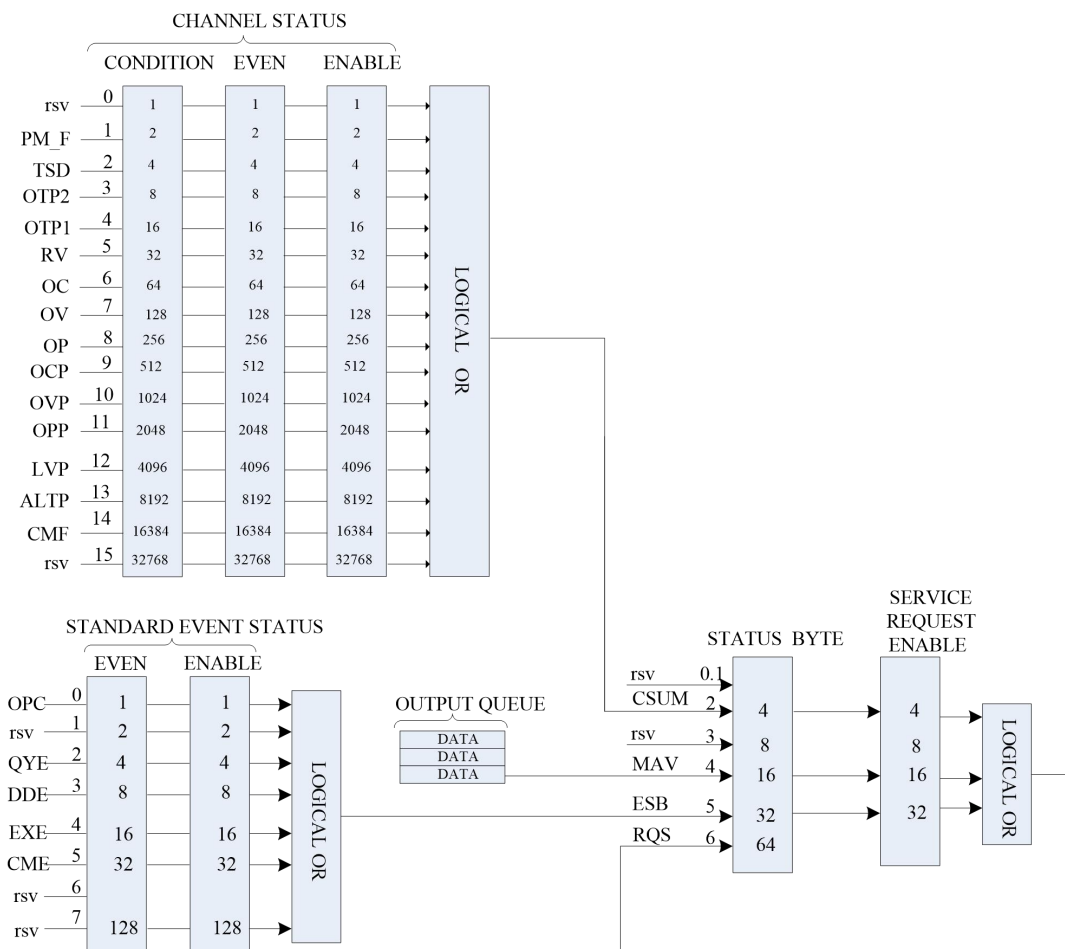 CHANNEL STATUS
CONDITION EVEN ENABLE
rsv 0 1 1 1
PM_F 1 2 2 2
TSD 2 4 4 4
OTP2 3 8 8 8
OTP1 4 16 16 16
RV 5 32 32 32
OC 6 64 64 64
OV 7 128 128 128
OP 8 256 256 256
OCP 9 512 512 512
OVP 10 1024 1024 1024
OPP 11 2048 2048 2048
LVP 12 4096 4096 4096
ALTP 13 8192 8192 8192
CMF 14 16384 16384 16384
rsv 15 32768 32768 32768
LOGICAL OR
STANDARD EVENT STATUS
EVEN ENABLE
OPC 0 1 1
rsv 1 2 2
QYE 2 4 4
DDE 3 8 8
EXE 4 16 16
CME 5 32 32
rsv 6
rsv 7 128 128
LOGICAL OR
OUTPUT QUEUE
DATA
DATA
DATA
STATUS BYTE
rsv 0.1
CSUM 2 4
rsv 3 8
MAV 4 16
ESB 5 32
RQS 6 64
SERVICE
REQUEST
ENABLE
4
8
16
32
LOGICAL OR